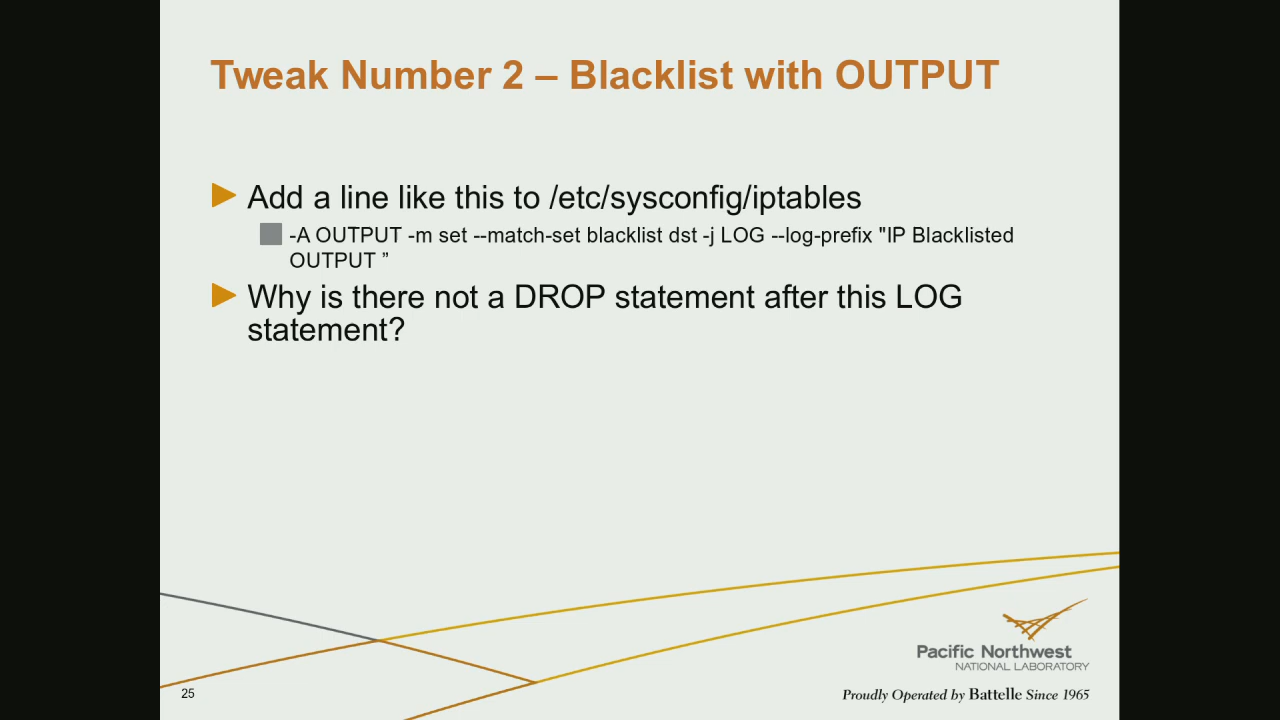 Tweak Number 2 – Blacklist with OUTPUT
Add a line like this to /etc/sysconfig/iptables
-A OUTPUT -m set --match-set blacklist dst -j LOG --log-prefix "IP Blacklisted
OUTPUT ”
Why is there not a DROP statement after this LOG
statement?
Pacific Northwest
NATIONAL LABORATORY
25
Proudly Operated by Battelle Since 1965